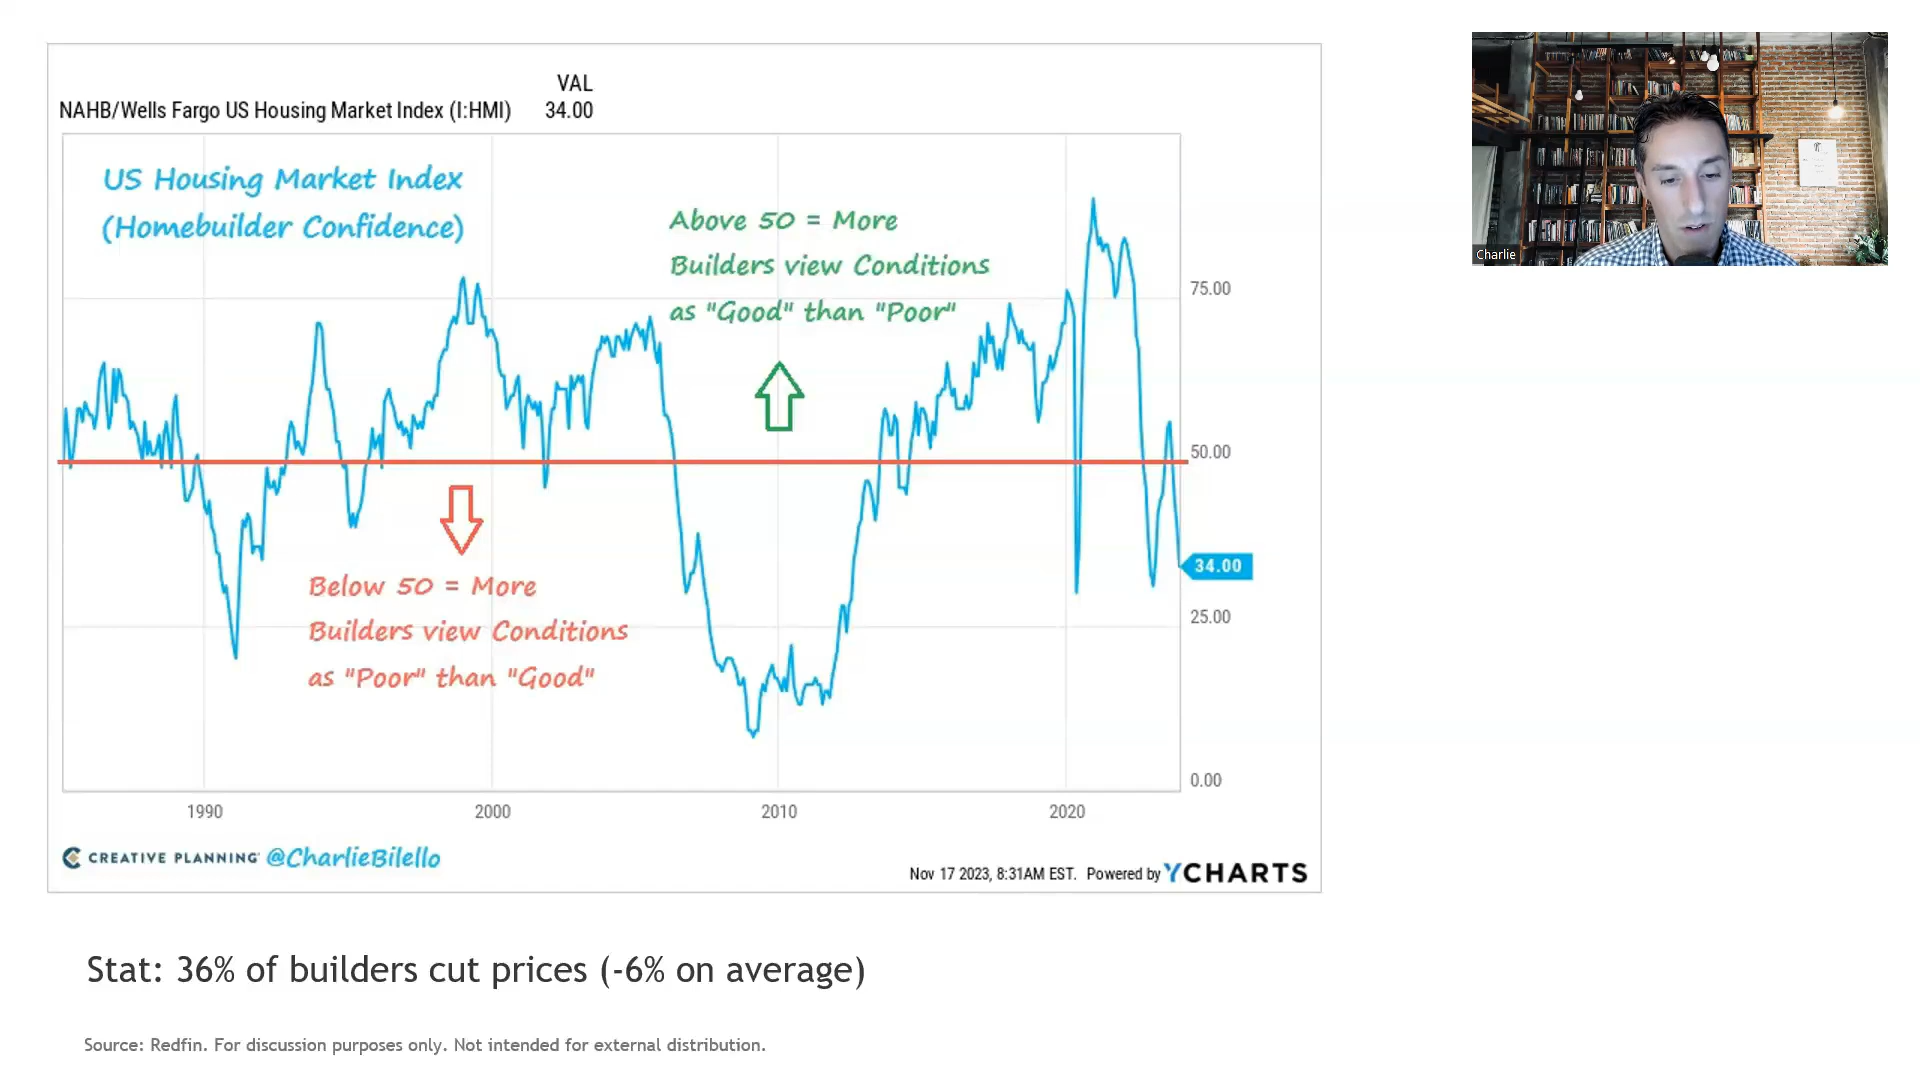 VAL
NAHB/Wells Fargo US Housing Market Index (I:HMI) 34.00
US Housing Market Index
(Homebuilder Confidence)
Above 50 = More
Builders view Conditions
as "Good" than "Poor"
Below 50 = More
Builders view Conditions
as "Poor" than "Good"
75.00
50.00
34.00
25.00
0.00
1990 2000 2010 2020
CREATIVE PLANNING @CharlieBilello
Nov 17 2023, 8:31AM EST. Powered by YCHARTS
Stat: 36% of builders cut prices (-6% on average)
Source: Redfin. For discussion purposes only. Not intended for external distribution.
Charlie